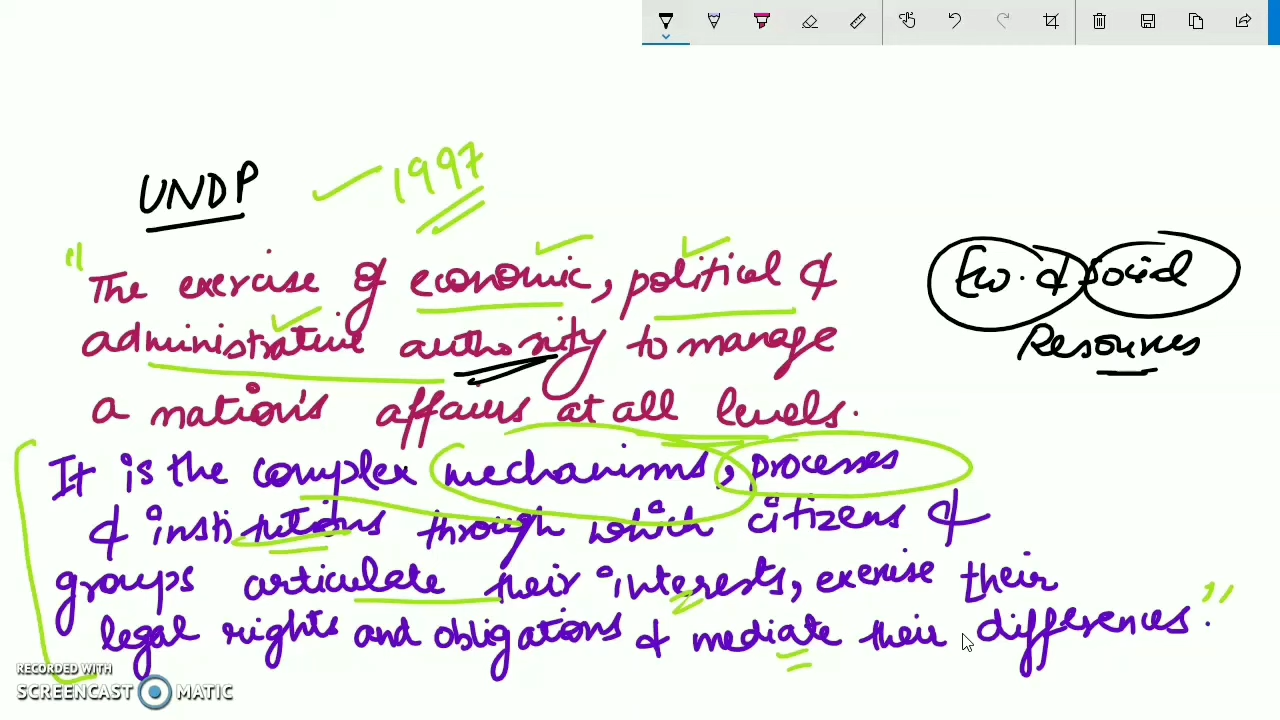 UNDP 1997
"The exercise of economic, political &
administrative authority to manage
a nation's affairs at all levels.
It is the complex mechanisms, processes
& institutions through which citizens &
groups articulate their interests, exercise their
legal rights and obligations & mediate their differences."
Eco. & Social
Resources
RECORDED WITH
SCREENCAST MATIC